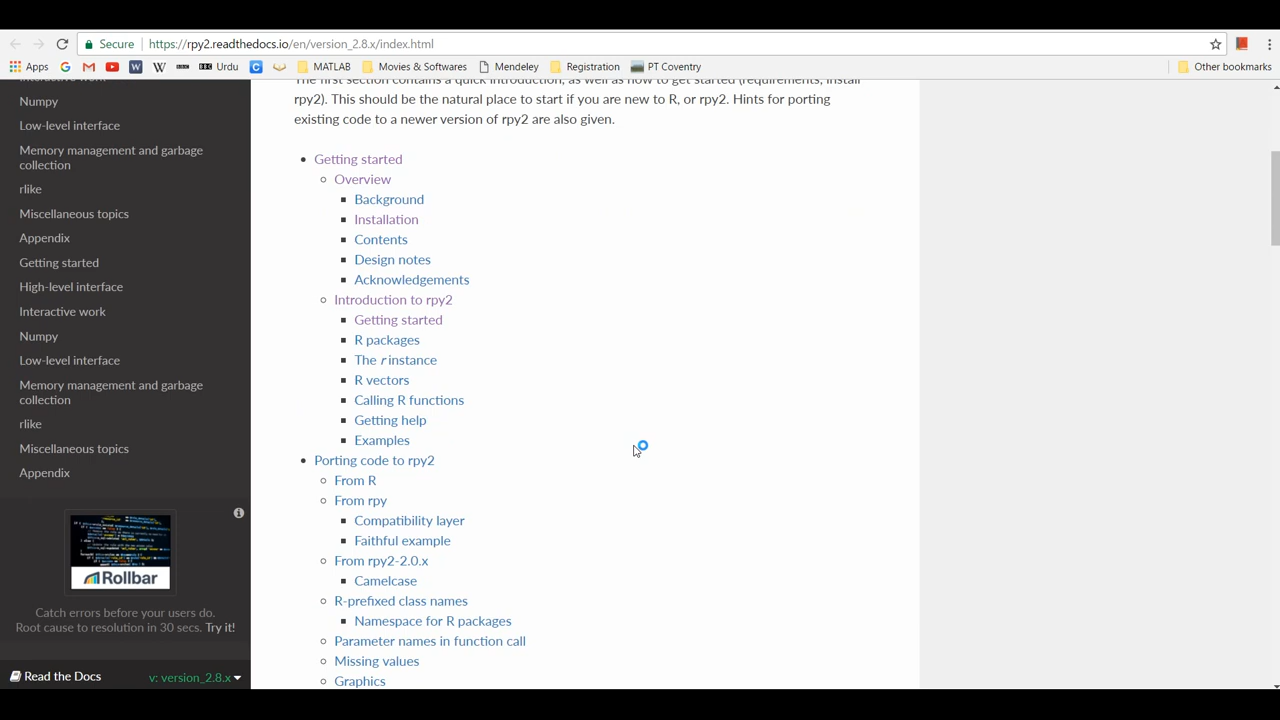 Secure
https://rpy2.readthedocs.io/en/version_2.8.x/index.html
Apps
BBC Urdu
MATLAB
Movies & Softwares
Mendeley
Registration
PT Coventry
Other bookmarks
Interactive work
Numpy
Low-level interface
Memory management and garbage
collection
rlike
Miscellaneous topics
Appendix
Getting started
High-level interface
Interactive work
Numpy
Low-level interface
Memory management and garbage
collection
rlike
Miscellaneous topics
Appendix
Rollbar
Catch errors before your users do.
Root cause to resolution in 30 secs. Try it!
Read the Docs
v: version_2.8.x
The first section contains a quick introduction, as well as how to get started (requirements, install
rpy2). This should be the natural place to start if you are new to R, or rpy2. Hints for porting
existing code to a newer version of rpy2 are also given.
Getting started
Overview
Background
Installation
Contents
Design notes
Acknowledgements
Introduction to rpy2
Getting started
R packages
The r instance
R vectors
Calling R functions
Getting help
Examples
Porting code to rpy2
From R
From rpy
Compatibility layer
Faithful example
From rpy2-2.0.x
Camelcase
R-prefixed class names
Namespace for R packages
Parameter names in function call
Missing values
Graphics